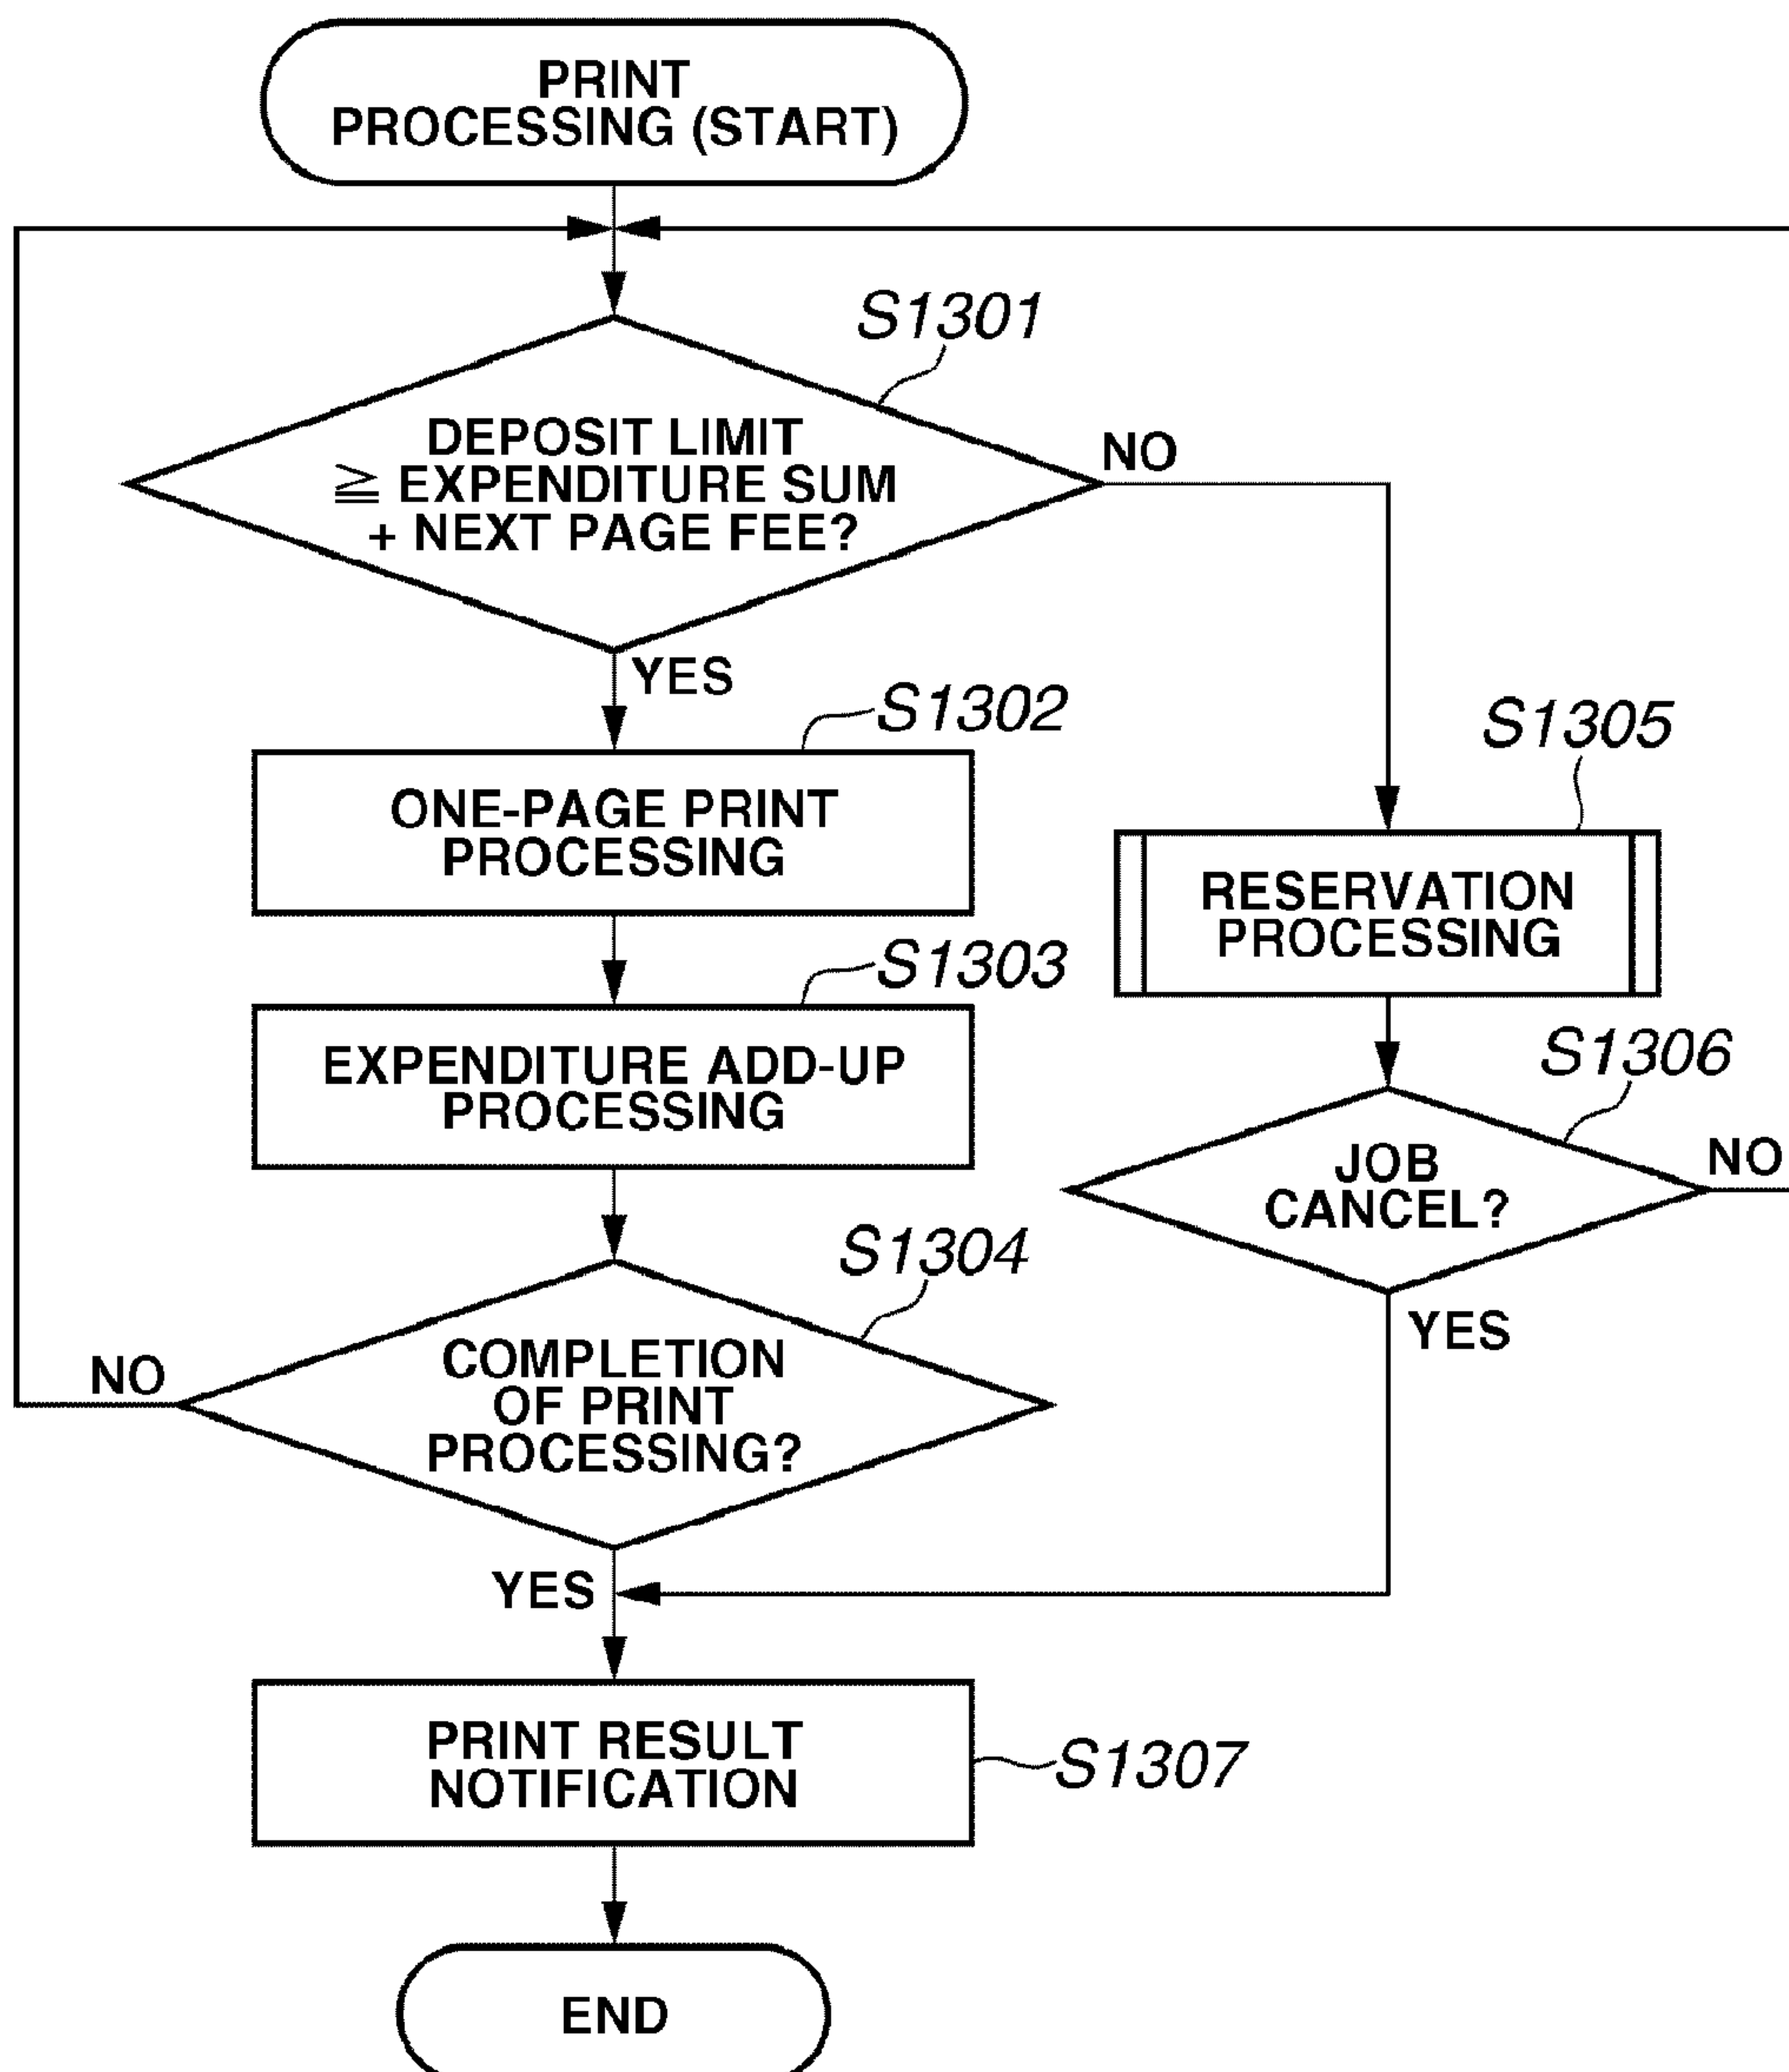 PRINT
PROCESSING (START)
S1301
DEPOSIT LIMIT
≧ EXPENDITURE SUM
+ NEXT PAGE FEE?
NO
YES
S1302
ONE-PAGE PRINT
PROCESSING
S1305
RESERVATION
PROCESSING
S1303
EXPENDITURE ADD-UP
PROCESSING
S1306
JOB
CANCEL?
NO
YES
S1304
COMPLETION
OF PRINT
PROCESSING?
NO
YES
PRINT RESULT
NOTIFICATION
S1307
END